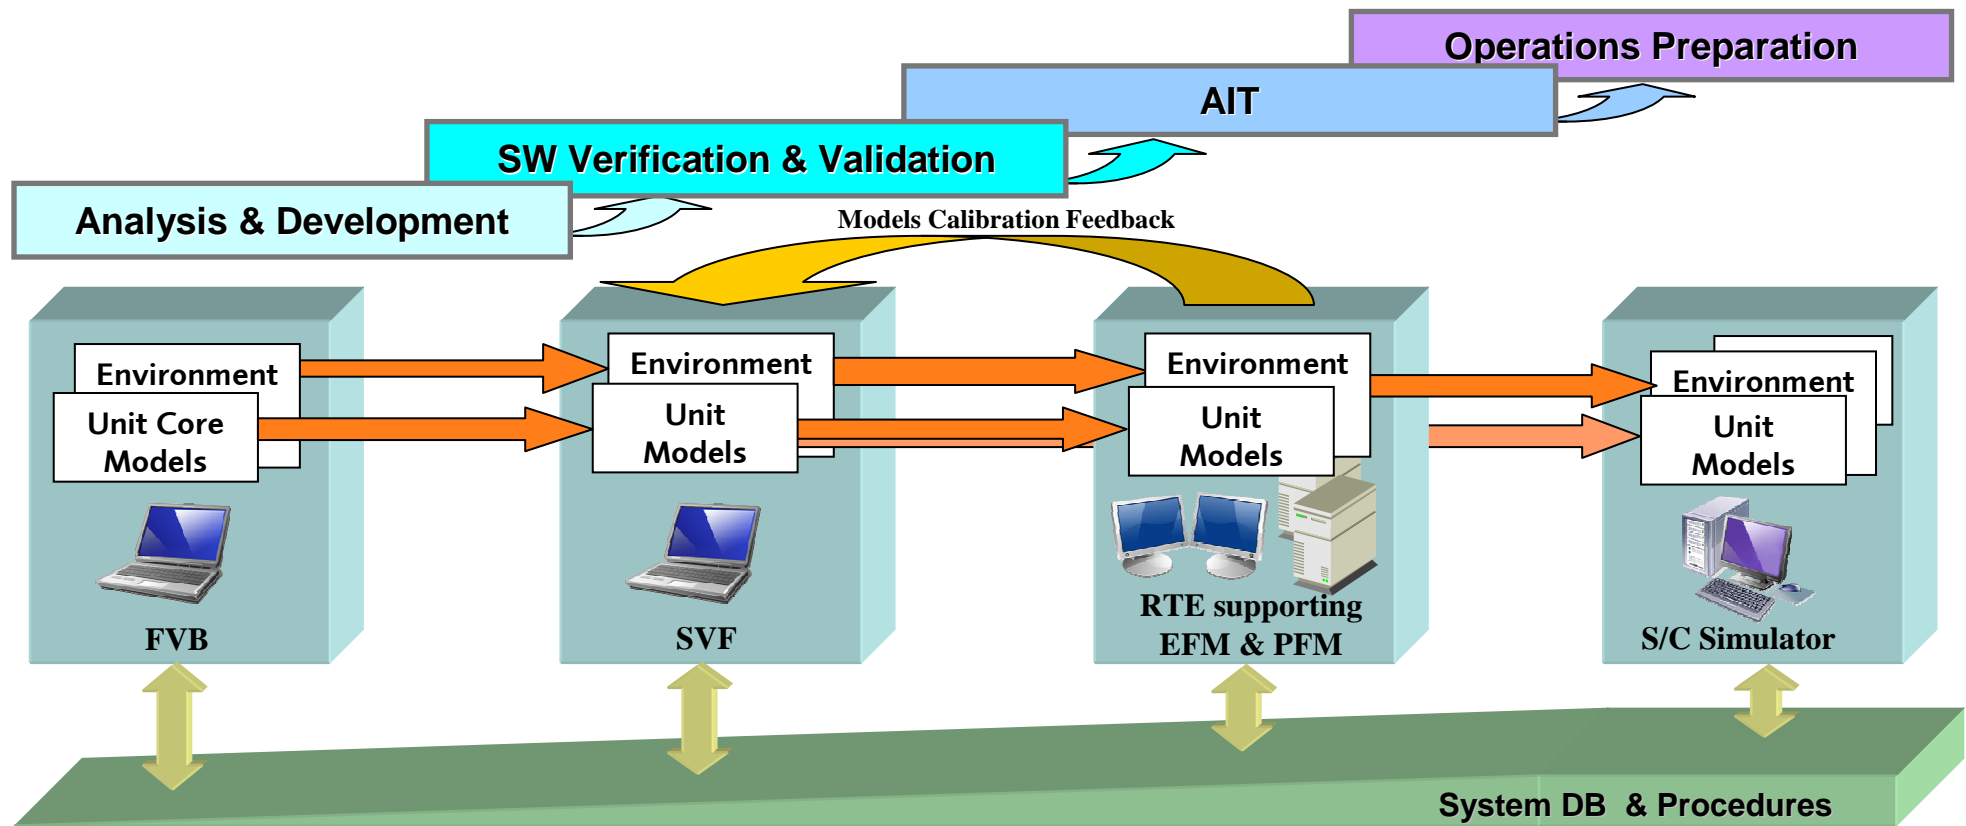 Operations Preparation
AIT
SW Verification & Validation
Analysis & Development
Models Calibration Feedback
Environment
Unit Core
Models
FVB
Environment
Unit
Models
SVF
Environment
Unit
Models
RTE supporting
EFM & PFM
Environment
Unit
Models
S/C Simulator
System DB & Procedures